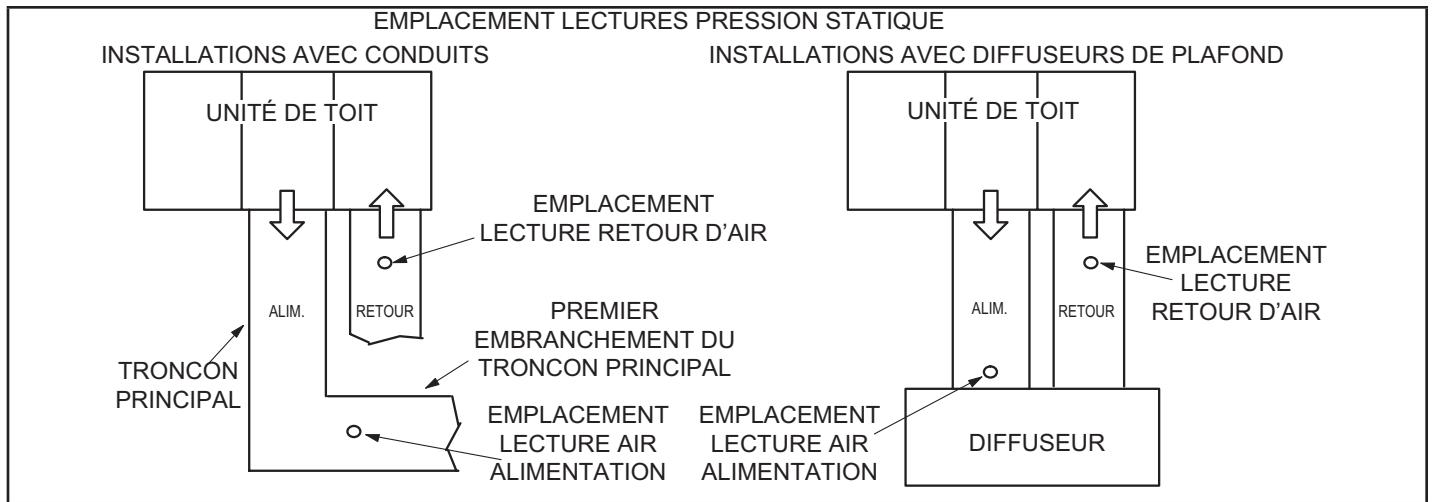 EMPLACEMENT LECTURES PRESSION STATIQUE
INSTALLATIONS AVEC CONDUITS
UNITÉ DE TOIT
EMPLACEMENT
LECTURE RETOUR D’AIR
ALIM.
RETOUR
PREMIER
EMBRANCHEMENT DU
TRONCON PRINCIPAL
TRONCON
PRINCIPAL
EMPLACEMENT
LECTURE AIR
ALIMENTATION
INSTALLATIONS AVEC DIFFUSEURS DE PLAFOND
UNITÉ DE TOIT
EMPLACEMENT
LECTURE
RETOUR D’AIR
ALIM.
RETOUR
EMPLACEMENT
LECTURE AIR
ALIMENTATION
DIFFUSEUR